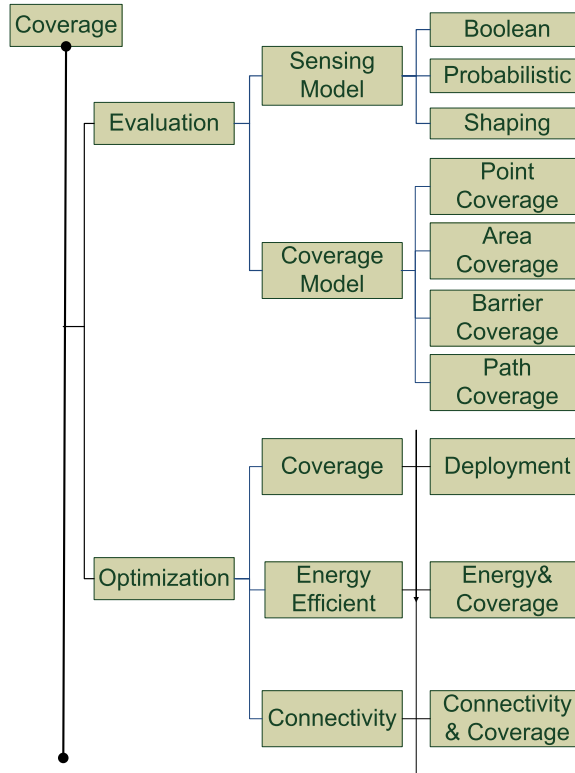 Coverage
Evaluation
Sensing
Model
Boolean
Probabilistic
Shaping
Coverage
Model
Point
Coverage
Area
Coverage
Barrier
Coverage
Path
Coverage
Optimization
Coverage
Deployment
Energy
Efficient
Energy&
Coverage
Connectivity
Connectivity
& Coverage